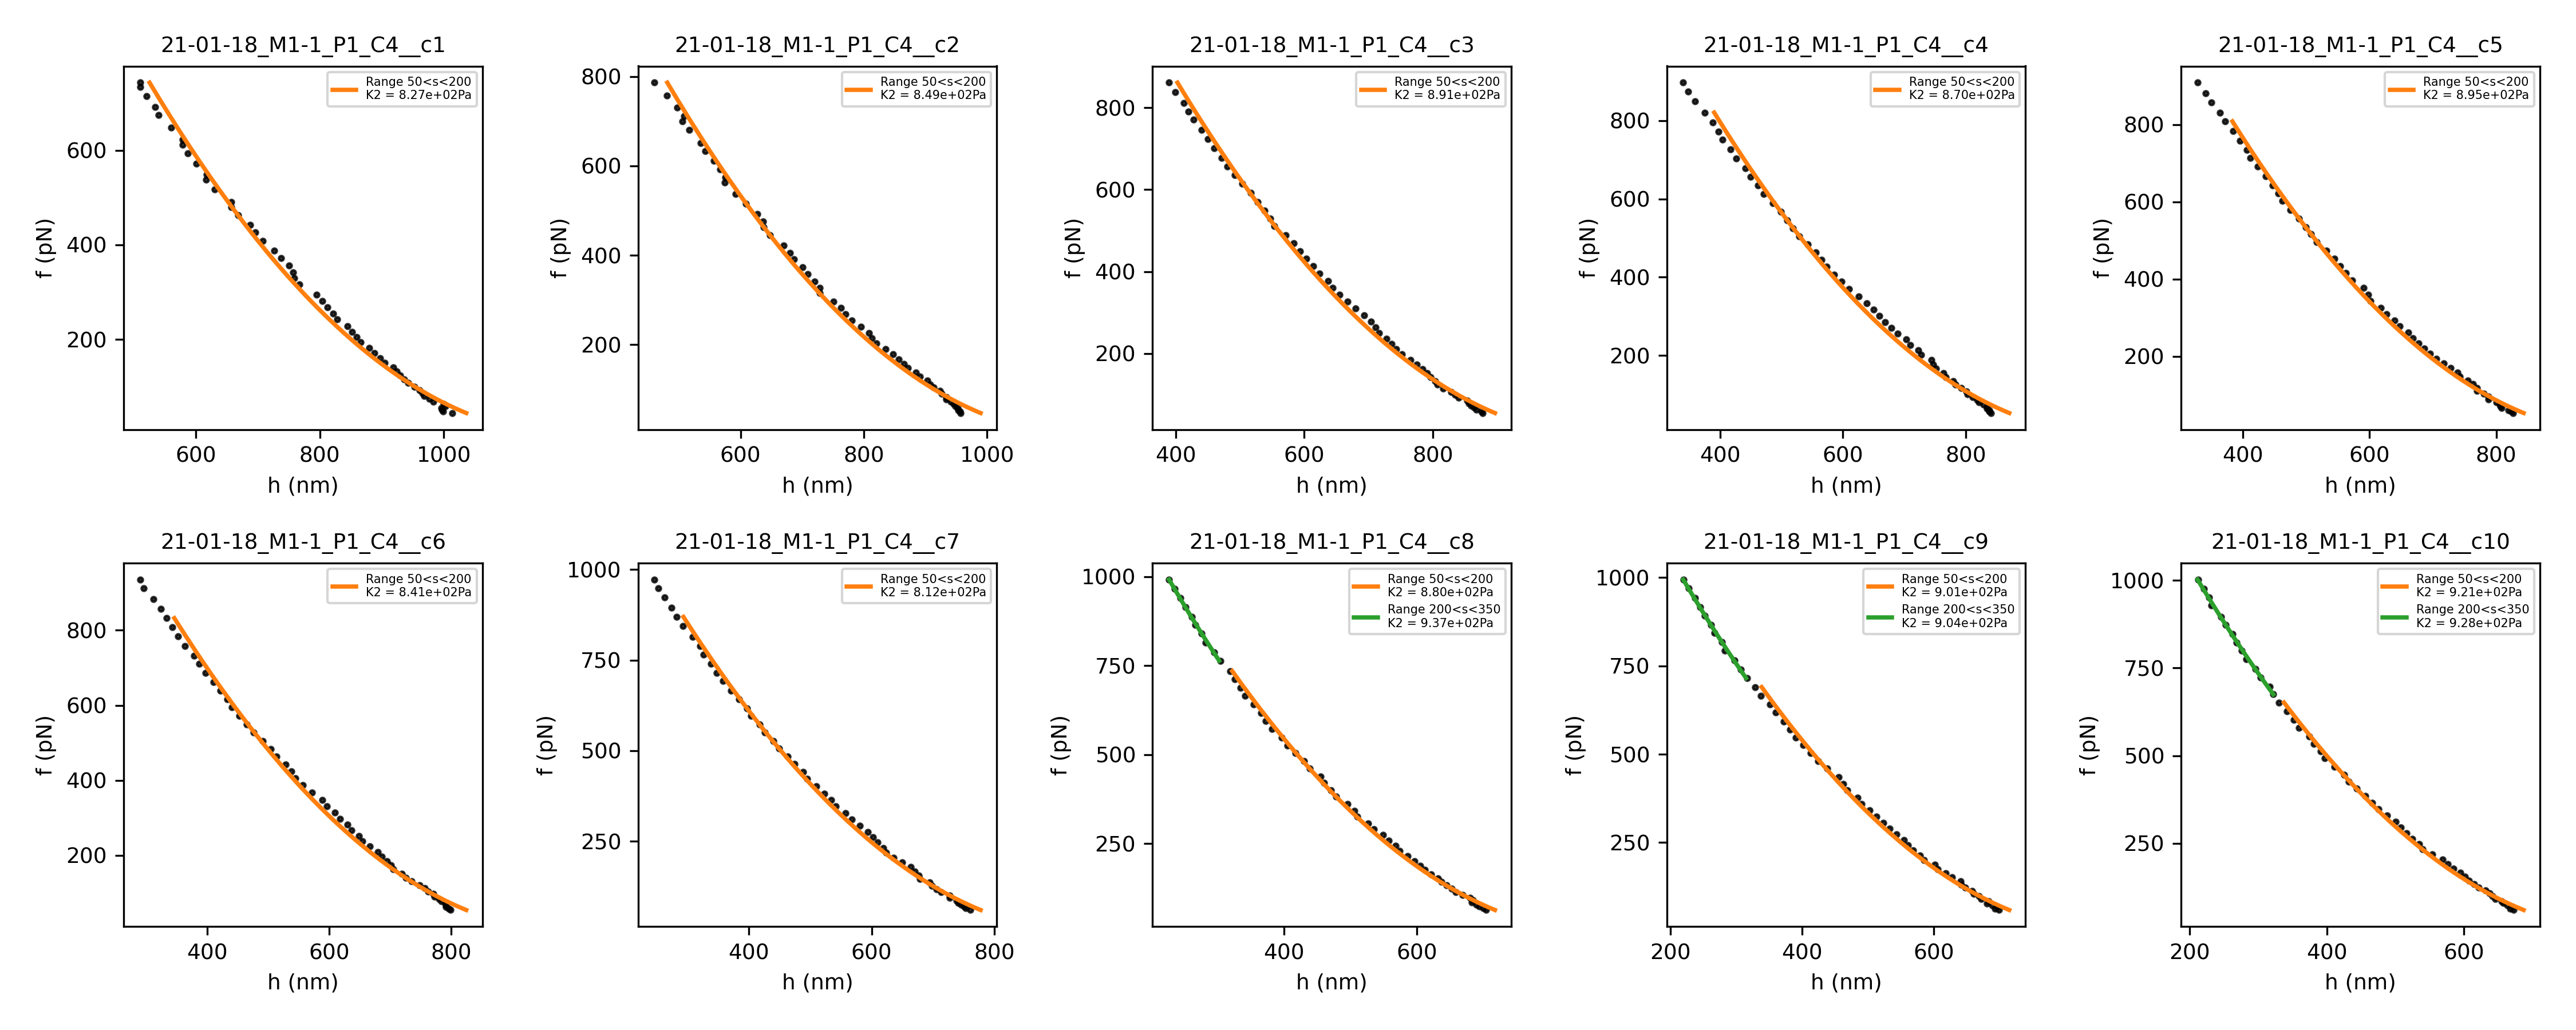 21-01-18_M1-1_P1_C4__c1
Range 50<s<200
K2 = 8.27e+02Pa
600
400
200
f (pN)
600 800 1000
h (nm)
21-01-18_M1-1_P1_C4__c2
Range 50<s<200
K2 = 8.49e+02Pa
800
600
400
200
f (pN)
600 800 1000
h (nm)
21-01-18_M1-1_P1_C4__c3
Range 50<s<200
K2 = 8.91e+02Pa
800
600
400
200
f (pN)
400 600 800
h (nm)
21-01-18_M1-1_P1_C4__c4
Range 50<s<200
K2 = 8.70e+02Pa
800
600
400
200
f (pN)
400 600 800
h (nm)
21-01-18_M1-1_P1_C4__c5
Range 50<s<200
K2 = 8.95e+02Pa
800
600
400
200
f (pN)
400 600 800
h (nm)
21-01-18_M1-1_P1_C4__c6
Range 50<s<200
K2 = 8.41e+02Pa
800
600
400
200
f (pN)
400 600 800
h (nm)
21-01-18_M1-1_P1_C4__c7
Range 50<s<200
K2 = 8.12e+02Pa
1000
750
500
250
f (pN)
400 600 800
h (nm)
21-01-18_M1-1_P1_C4__c8
Range 50<s<200
K2 = 8.80e+02Pa
Range 200<s<350
K2 = 9.37e+02Pa
1000
750
500
250
f (pN)
400 600
h (nm)
21-01-18_M1-1_P1_C4__c9
Range 50<s<200
K2 = 9.01e+02Pa
Range 200<s<350
K2 = 9.04e+02Pa
1000
750
500
250
f (pN)
200 400 600
h (nm)
21-01-18_M1-1_P1_C4__c10
Range 50<s<200
K2 = 9.21e+02Pa
Range 200<s<350
K2 = 9.28e+02Pa
1000
750
500
250
f (pN)
200 400 600
h (nm)